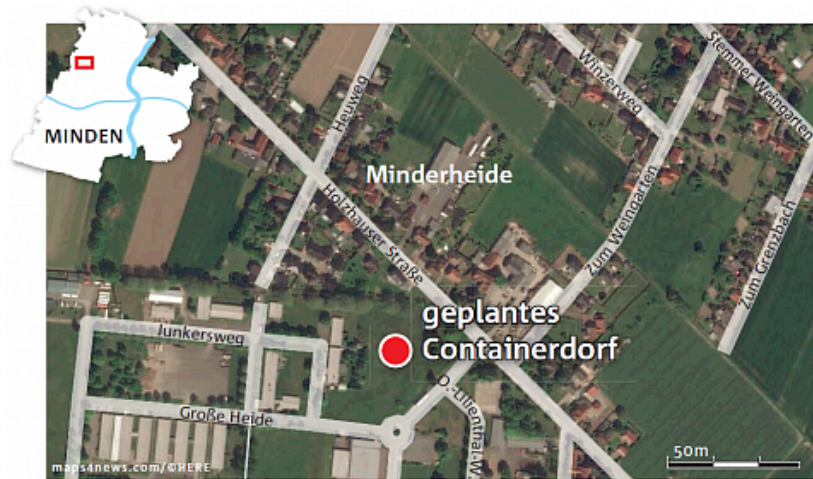 MINDEN
Heuweg
Winzerweg
Stemmer Weingarten
Minderheide
Holzhauser Straße
Zum Weingarten
Zum Grenzbach
geplantes
Containerdorf
Junkersweg
O.-Lilienthal-W.
Große Heide
50m
maps4news.com/©HERE